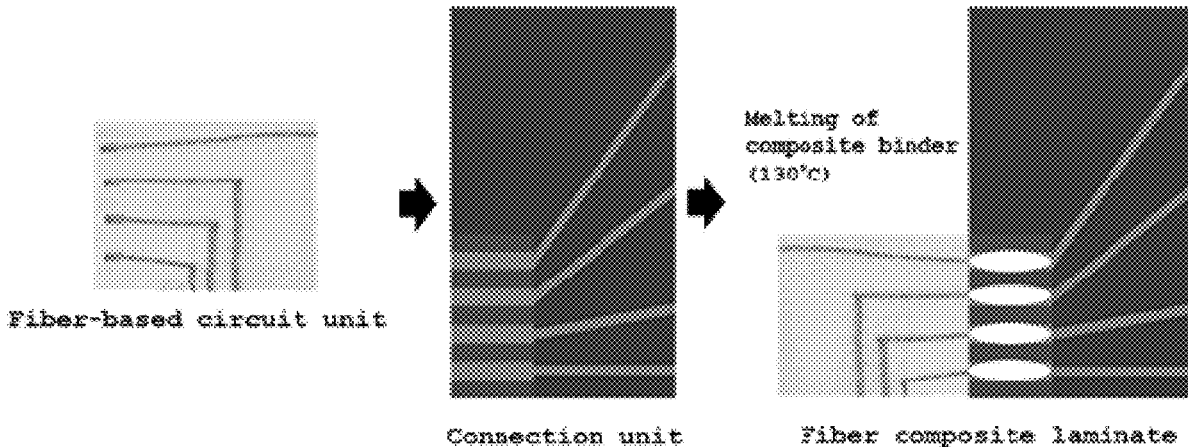 Fiber-based circuit unit
Connection unit
Melting of
composite binder
(130°C)
Fiber composite laminate